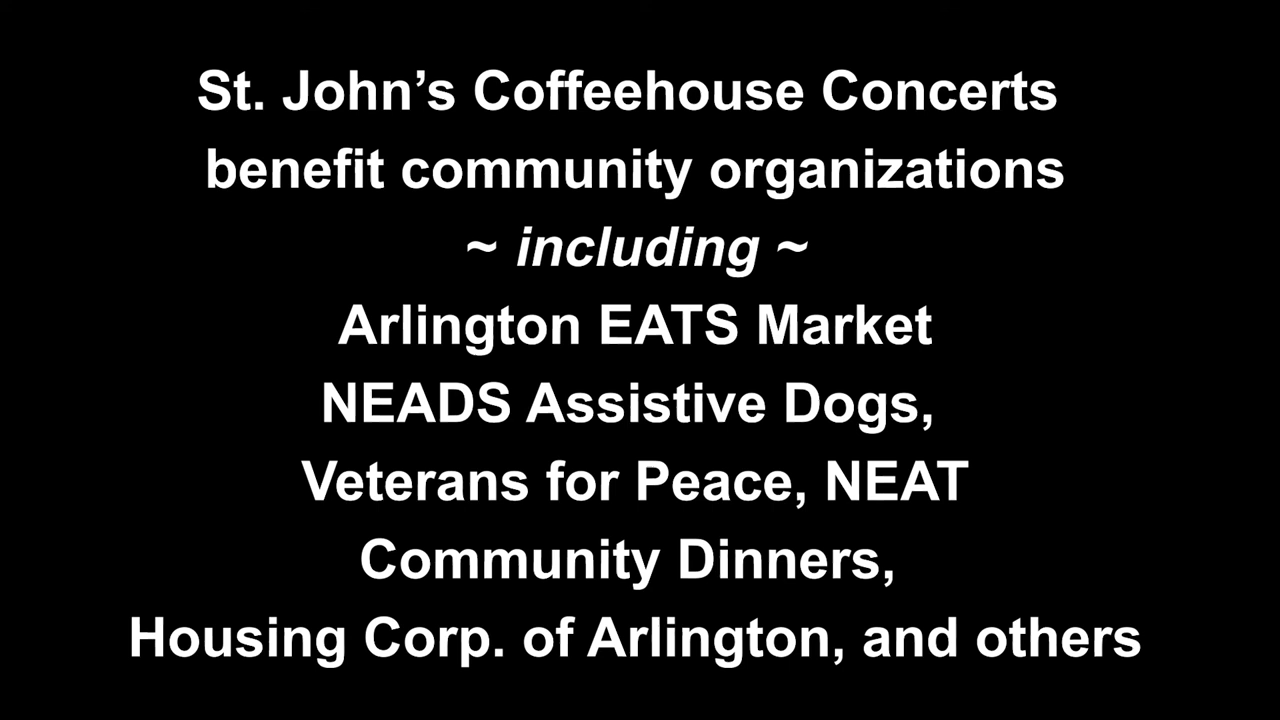 St. John’s Coffeehouse Concerts
benefit community organizations
~ including ~
Arlington EATS Market
NEADS Assistive Dogs,
Veterans for Peace, NEAT
Community Dinners,
Housing Corp. of Arlington, and others